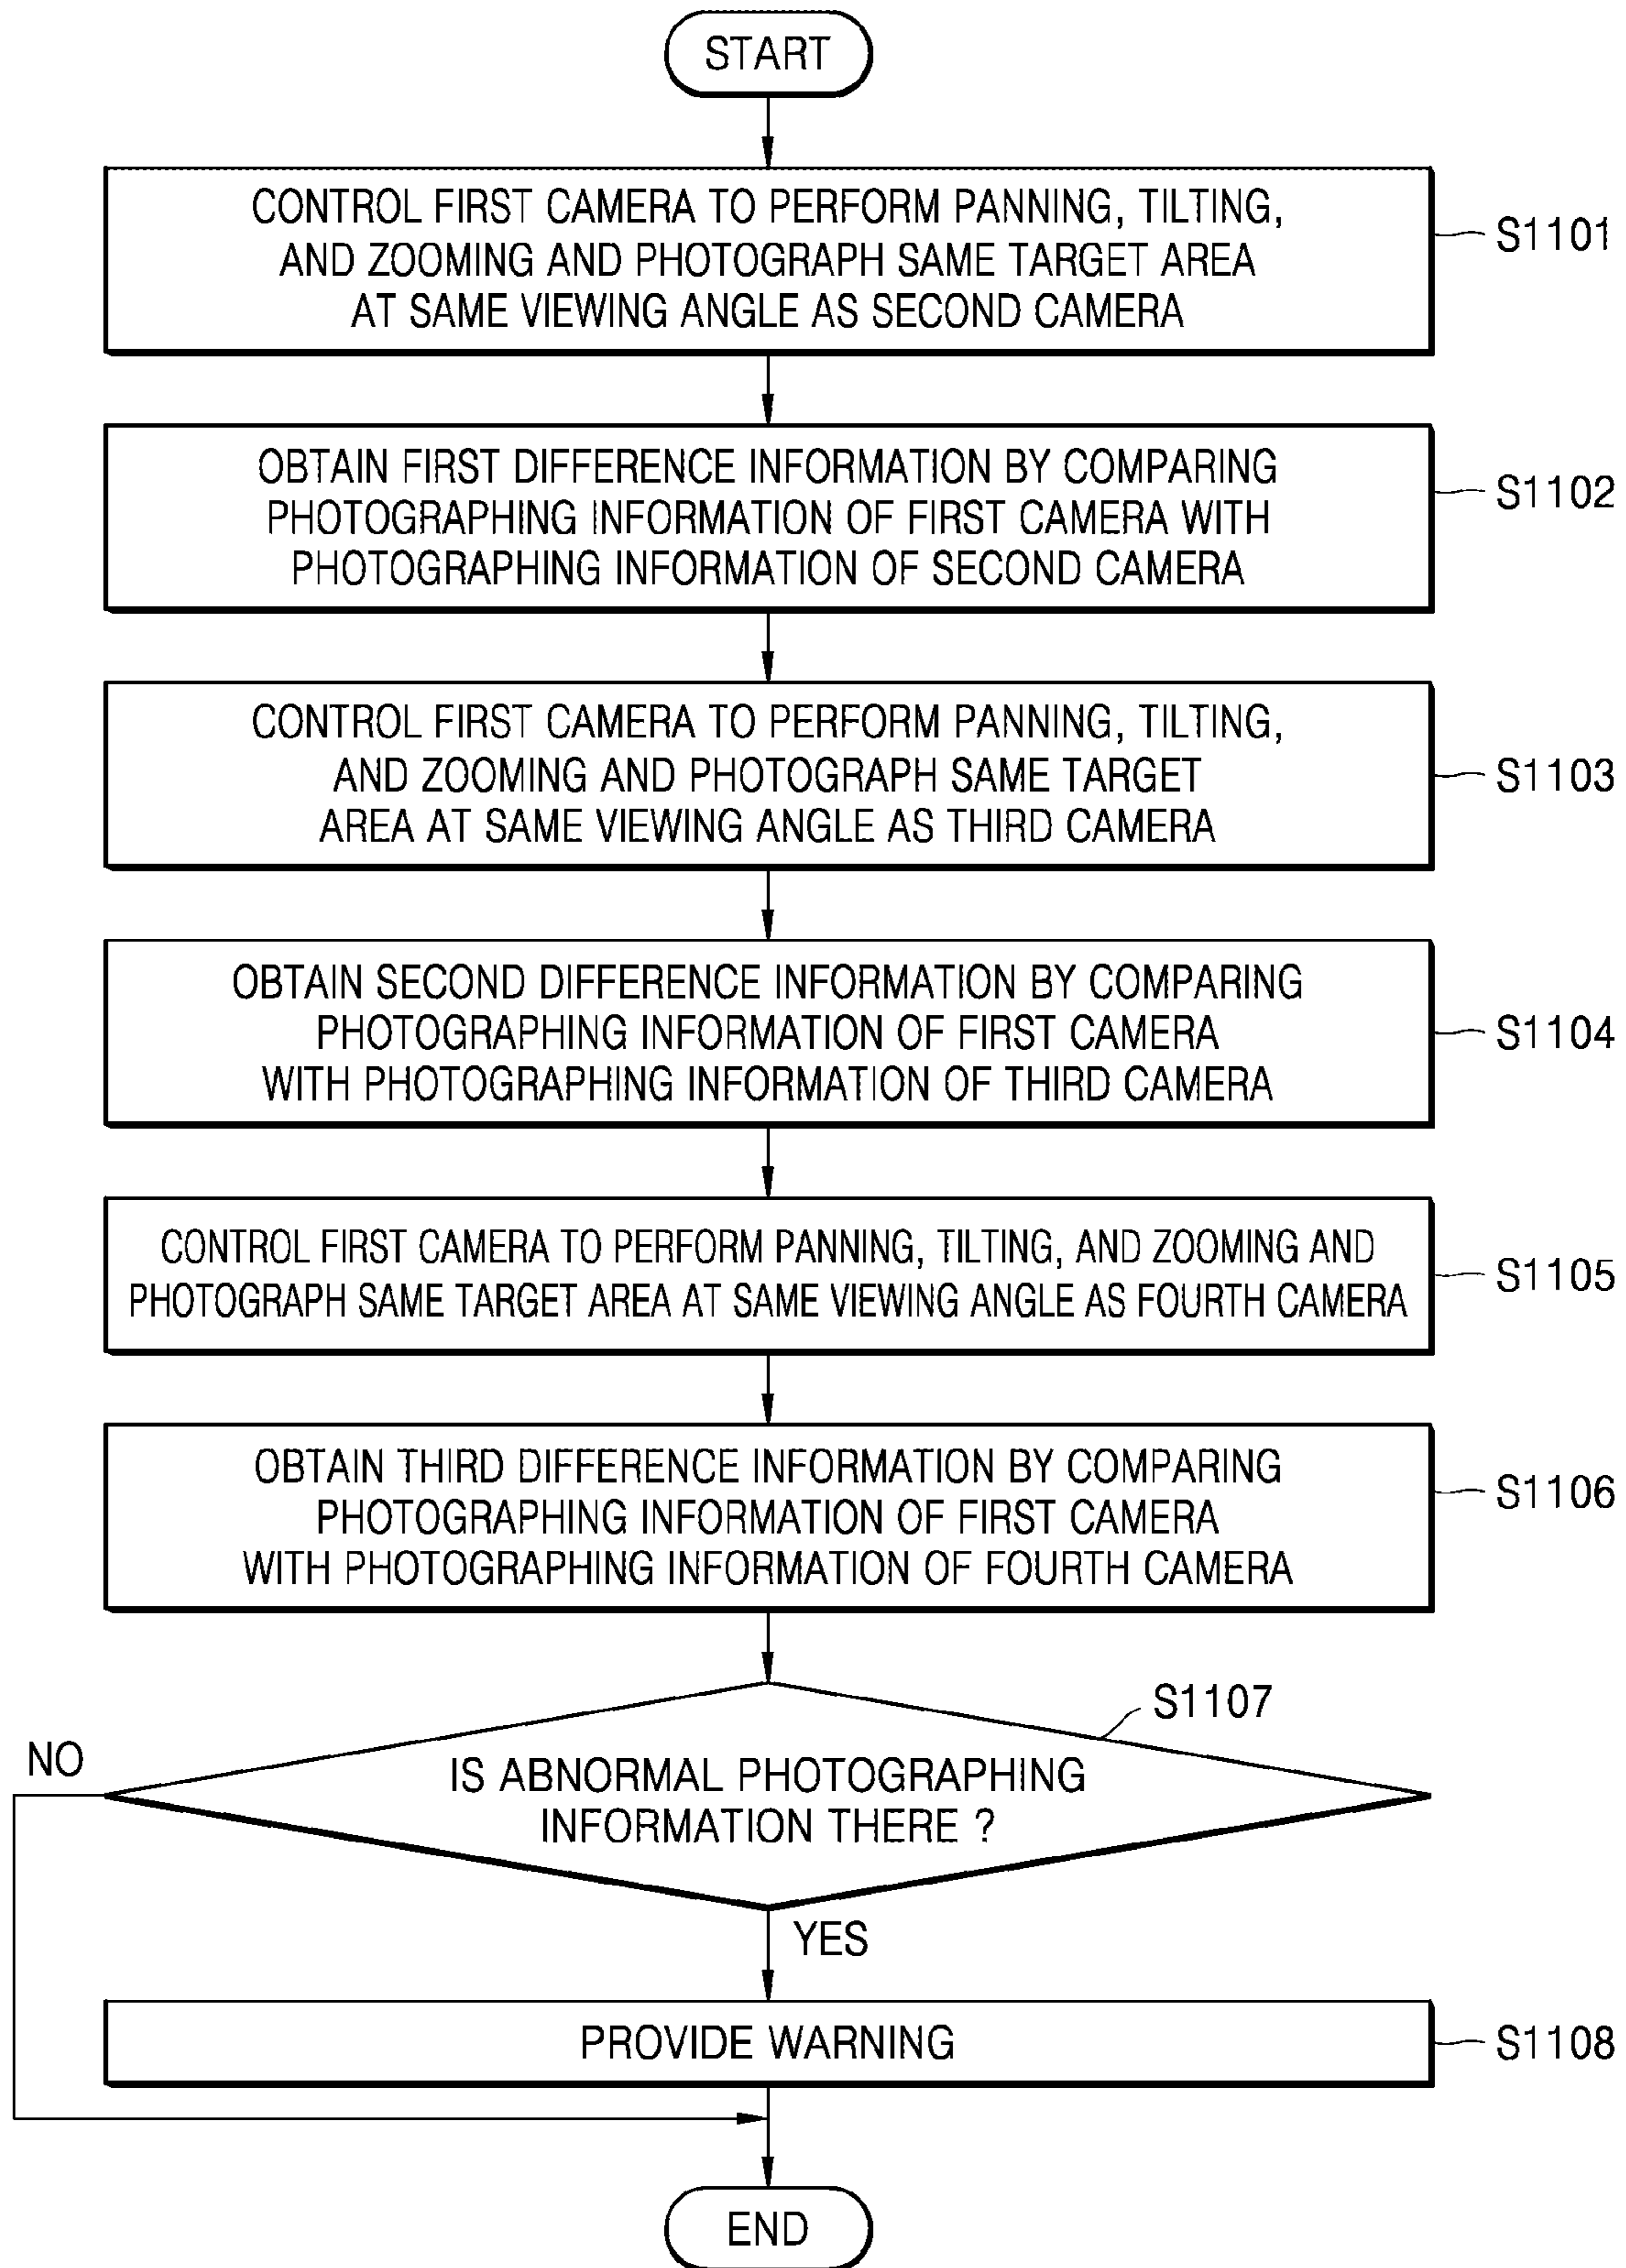 START
CONTROL FIRST CAMERA TO PERFORM PANNING, TILTING,
AND ZOOMING AND PHOTOGRAPH SAME TARGET AREA
AT SAME VIEWING ANGLE AS SECOND CAMERA
S1101
OBTAIN FIRST DIFFERENCE INFORMATION BY COMPARING
PHOTOGRAPHING INFORMATION OF FIRST CAMERA WITH
PHOTOGRAPHING INFORMATION OF SECOND CAMERA
S1102
CONTROL FIRST CAMERA TO PERFORM PANNING, TILTING,
AND ZOOMING AND PHOTOGRAPH SAME TARGET
AREA AT SAME VIEWING ANGLE AS THIRD CAMERA
S1103
OBTAIN SECOND DIFFERENCE INFORMATION BY COMPARING
PHOTOGRAPHING INFORMATION OF FIRST CAMERA
WITH PHOTOGRAPHING INFORMATION OF THIRD CAMERA
S1104
CONTROL FIRST CAMERA TO PERFORM PANNING, TILTING, AND ZOOMING AND
PHOTOGRAPH SAME TARGET AREA AT SAME VIEWING ANGLE AS FOURTH CAMERA
S1105
OBTAIN THIRD DIFFERENCE INFORMATION BY COMPARING
PHOTOGRAPHING INFORMATION OF FIRST CAMERA
WITH PHOTOGRAPHING INFORMATION OF FOURTH CAMERA
S1106
S1107
NO
IS ABNORMAL PHOTOGRAPHING
INFORMATION THERE ?
YES
PROVIDE WARNING
S1108
END